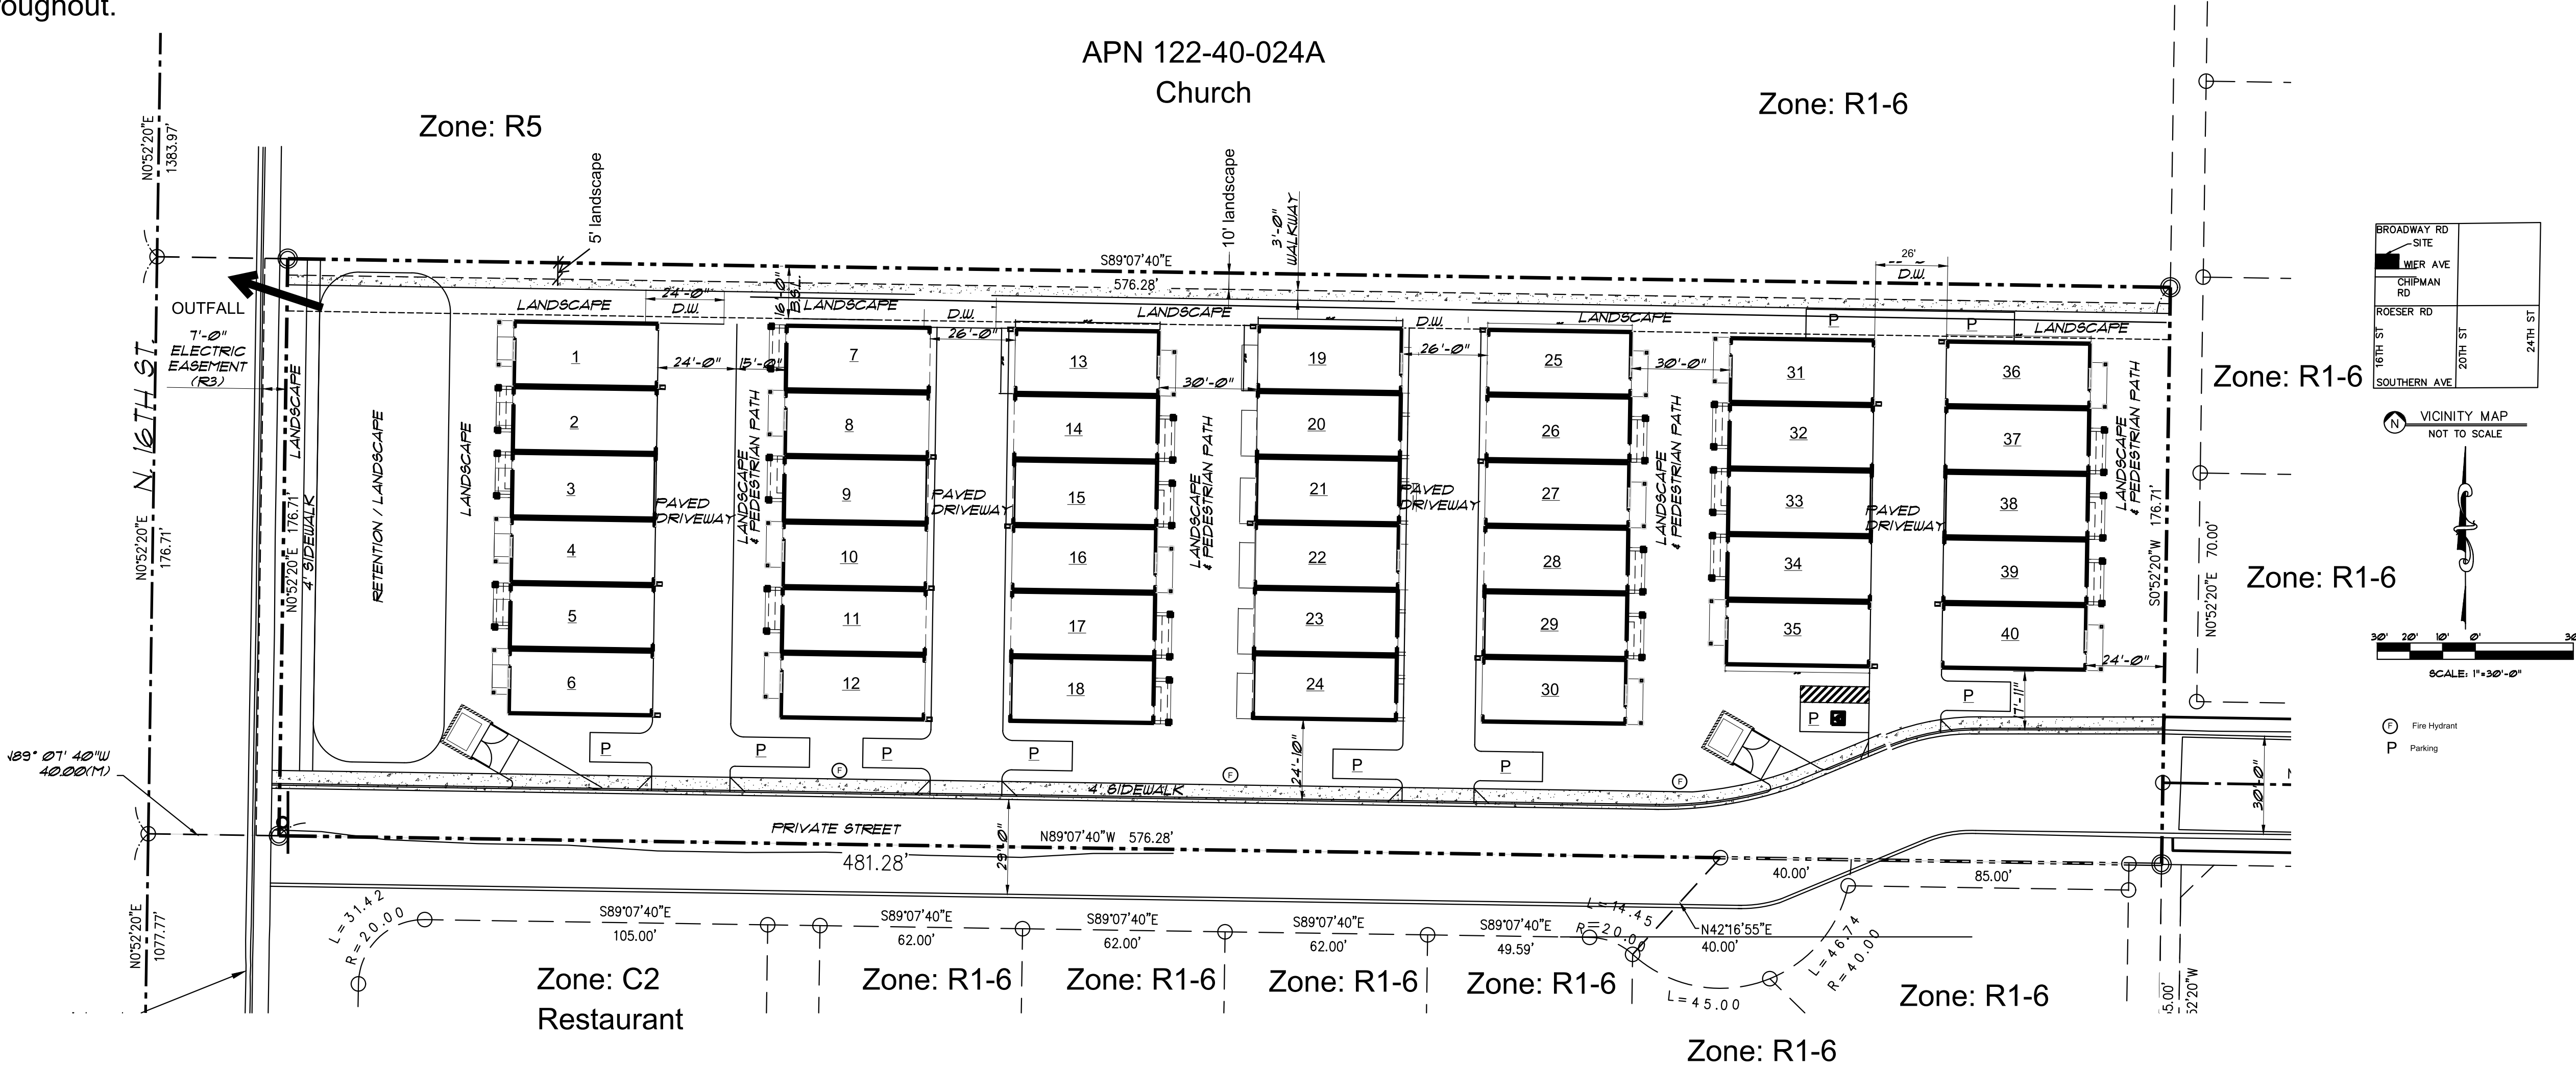 roughout.
APN 122-40-024A
Church
Zone: R5
Zone: R1-6
N0°52'20"E
1383.97'
5' landscape
10' landscape
3'-0"
WALKWAY
S89°07'40"E
576.28'
26'
D.W.
OUTFALL
7'-0"
ELECTRIC
EASEMENT
(R3)
N. 16TH ST.
N0°52'20"E
176.71'
LANDSCAPE
N0°52'20"E 176.71'
4' SIDEWALK
RETENTION / LANDSCAPE
LANDSCAPE
LANDSCAPE
24'-0"
D.W.
16'-0"
B.S.L.
LANDSCAPE
D.W.
26'-0"
LANDSCAPE
D.W.
26'-0"
LANDSCAPE
P
P
LANDSCAPE
1
2
3
4
5
6
24'-0"
15'-0"
PAVED
DRIVEWAY
LANDSCAPE
& PEDESTRIAN PATH
7
8
9
10
11
12
PAVED
DRIVEWAY
13
14
15
16
17
18
30'-0"
LANDSCAPE
& PEDESTRIAN PATH
19
20
21
22
23
24
PAVED
DRIVEWAY
25
26
27
28
29
30
30'-0"
LANDSCAPE
& PEDESTRIAN PATH
31
32
33
34
35
PAVED
DRIVEWAY
36
37
38
39
40
LANDSCAPE
& PEDESTRIAN PATH
S0°52'20"W 176.71'
24'-0"
N0°52'20"E 70.00'
Zone: R1-6
Zone: R1-6
P
P
P
P
P
P
P
P
F
F
F
24'-10"
4' SIDEWALK
PRIVATE STREET
N89°07'40"W 576.28'
481.28'
29'-0"
30'-0"
40.00'
85.00'
N89° 07' 40"W
40.00(M)
N0°52'20"E
1077.77'
L=31.42
R=20.00
S89°07'40"E
105.00'
S89°07'40"E
62.00'
S89°07'40"E
62.00'
S89°07'40"E
62.00'
S89°07'40"E
49.59'
L=14.45
R=20.00
N42°16'55"E
40.00'
L=46.74
R=40.00
L=45.00
Zone: C2
Restaurant
Zone: R1-6
Zone: R1-6
Zone: R1-6
Zone: R1-6
Zone: R1-6
Zone: R1-6
5.00'
52'20"W
BROADWAY RD
SITE
WIER AVE
CHIPMAN
RD
ROESER RD
16TH ST
20TH ST
24TH ST
SOUTHERN AVE
N
VICINITY MAP
NOT TO SCALE
30' 20' 10' 0' 30
SCALE: 1"=30'-0"
F Fire Hydrant
P Parking